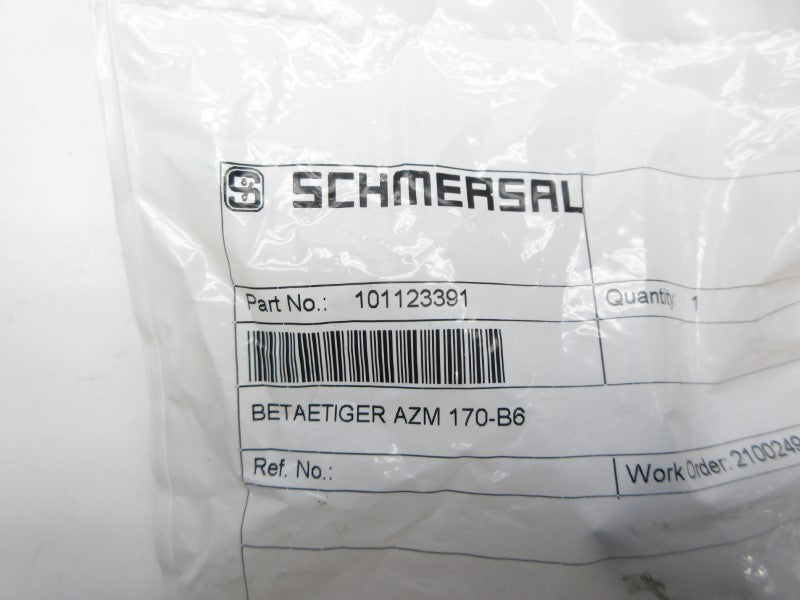 S SCHMERSAL
Part No.: 101123391 Quantity: 1
BETAETIGER AZM 170-B6
Ref. No.: Work Order: 2100249